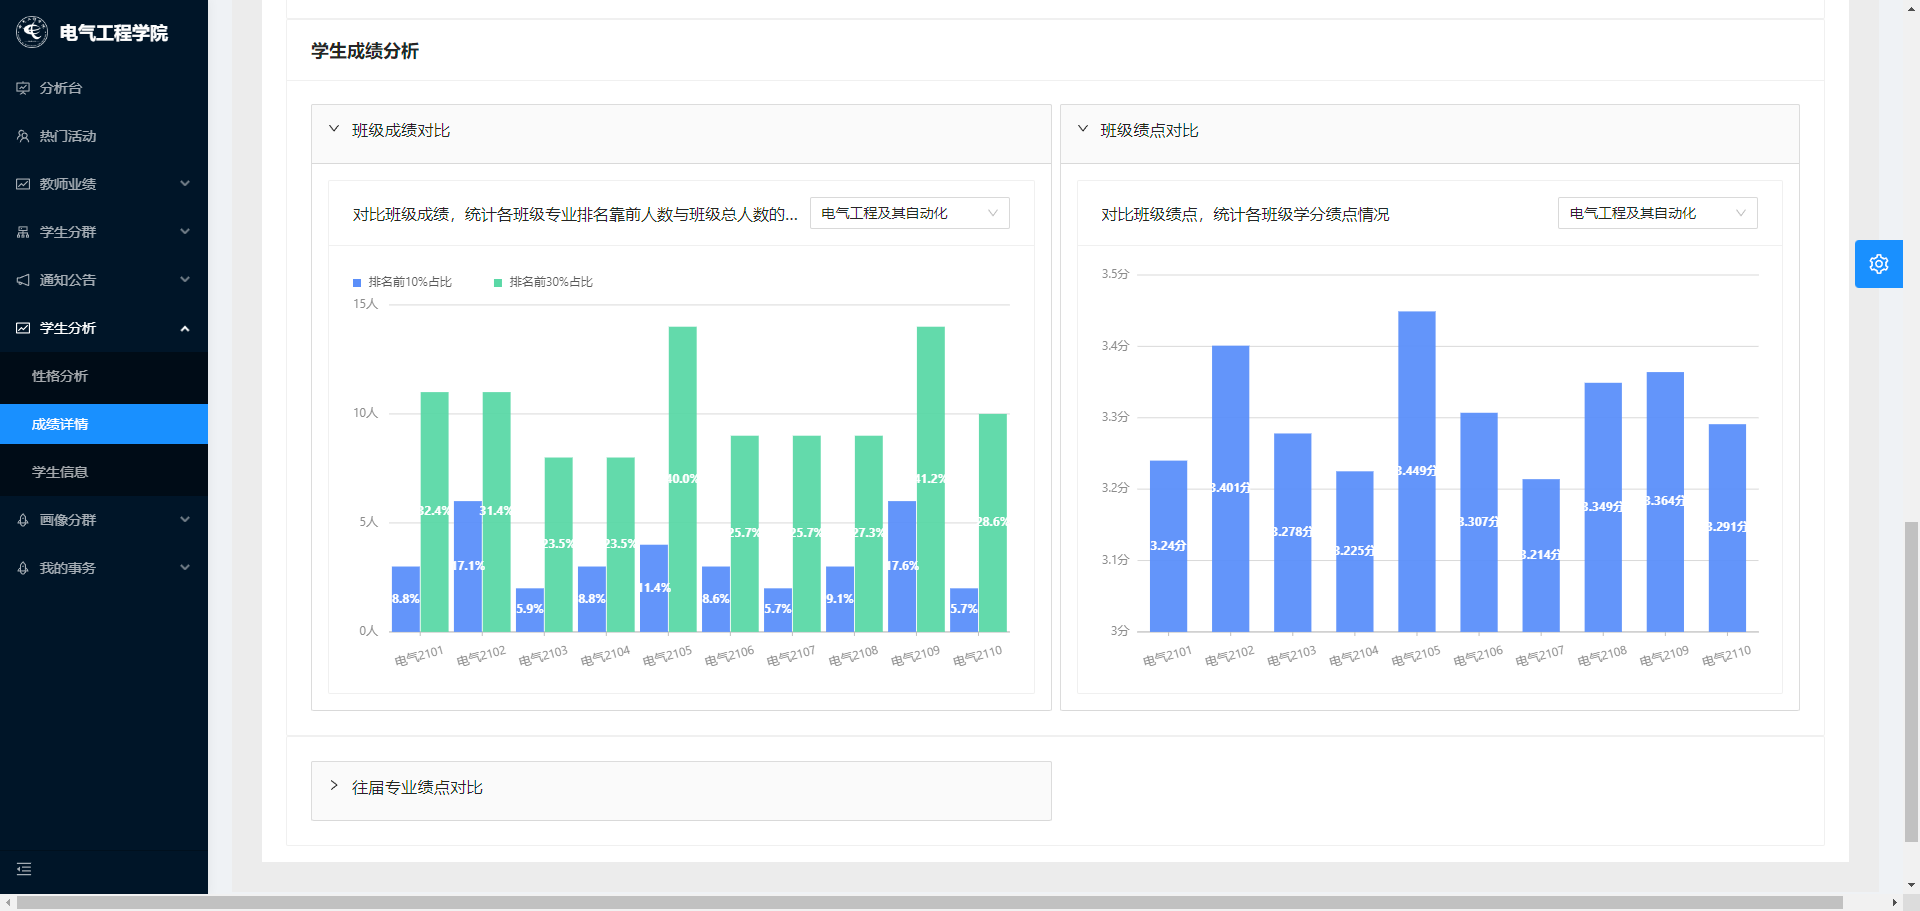 电气工程学院
分析台
热门活动
教师业绩
学生分群
通知公告
学生分析
性格分析
成绩详情
学生信息
画像分群
我的事务
学生成绩分析
班级成绩对比
对比班级成绩，统计各班级专业排名靠前人数与班级总人数的...
电气工程及其自动化
排名前10%占比 排名前30%占比
15人
10人
5人
0人
8.8% 32.4% 17.1% 31.4% 5.9% 23.5% 8.8% 23.5% 11.4% 40.0% 8.6% 25.7% 5.7% 25.7% 9.1% 27.3% 17.6% 41.2% 5.7% 28.6%
电气2101 电气2102 电气2103 电气2104 电气2105 电气2106 电气2107 电气2108 电气2109 电气2110
班级绩点对比
对比班级绩点，统计各班级学分绩点情况
电气工程及其自动化
3.5分
3.4分
3.3分
3.2分
3.1分
3分
3.24分 3.401分 3.278分 3.225分 3.449分 3.307分 3.214分 3.349分 3.364分 3.291分
电气2101 电气2102 电气2103 电气2104 电气2105 电气2106 电气2107 电气2108 电气2109 电气2110
往届专业绩点对比